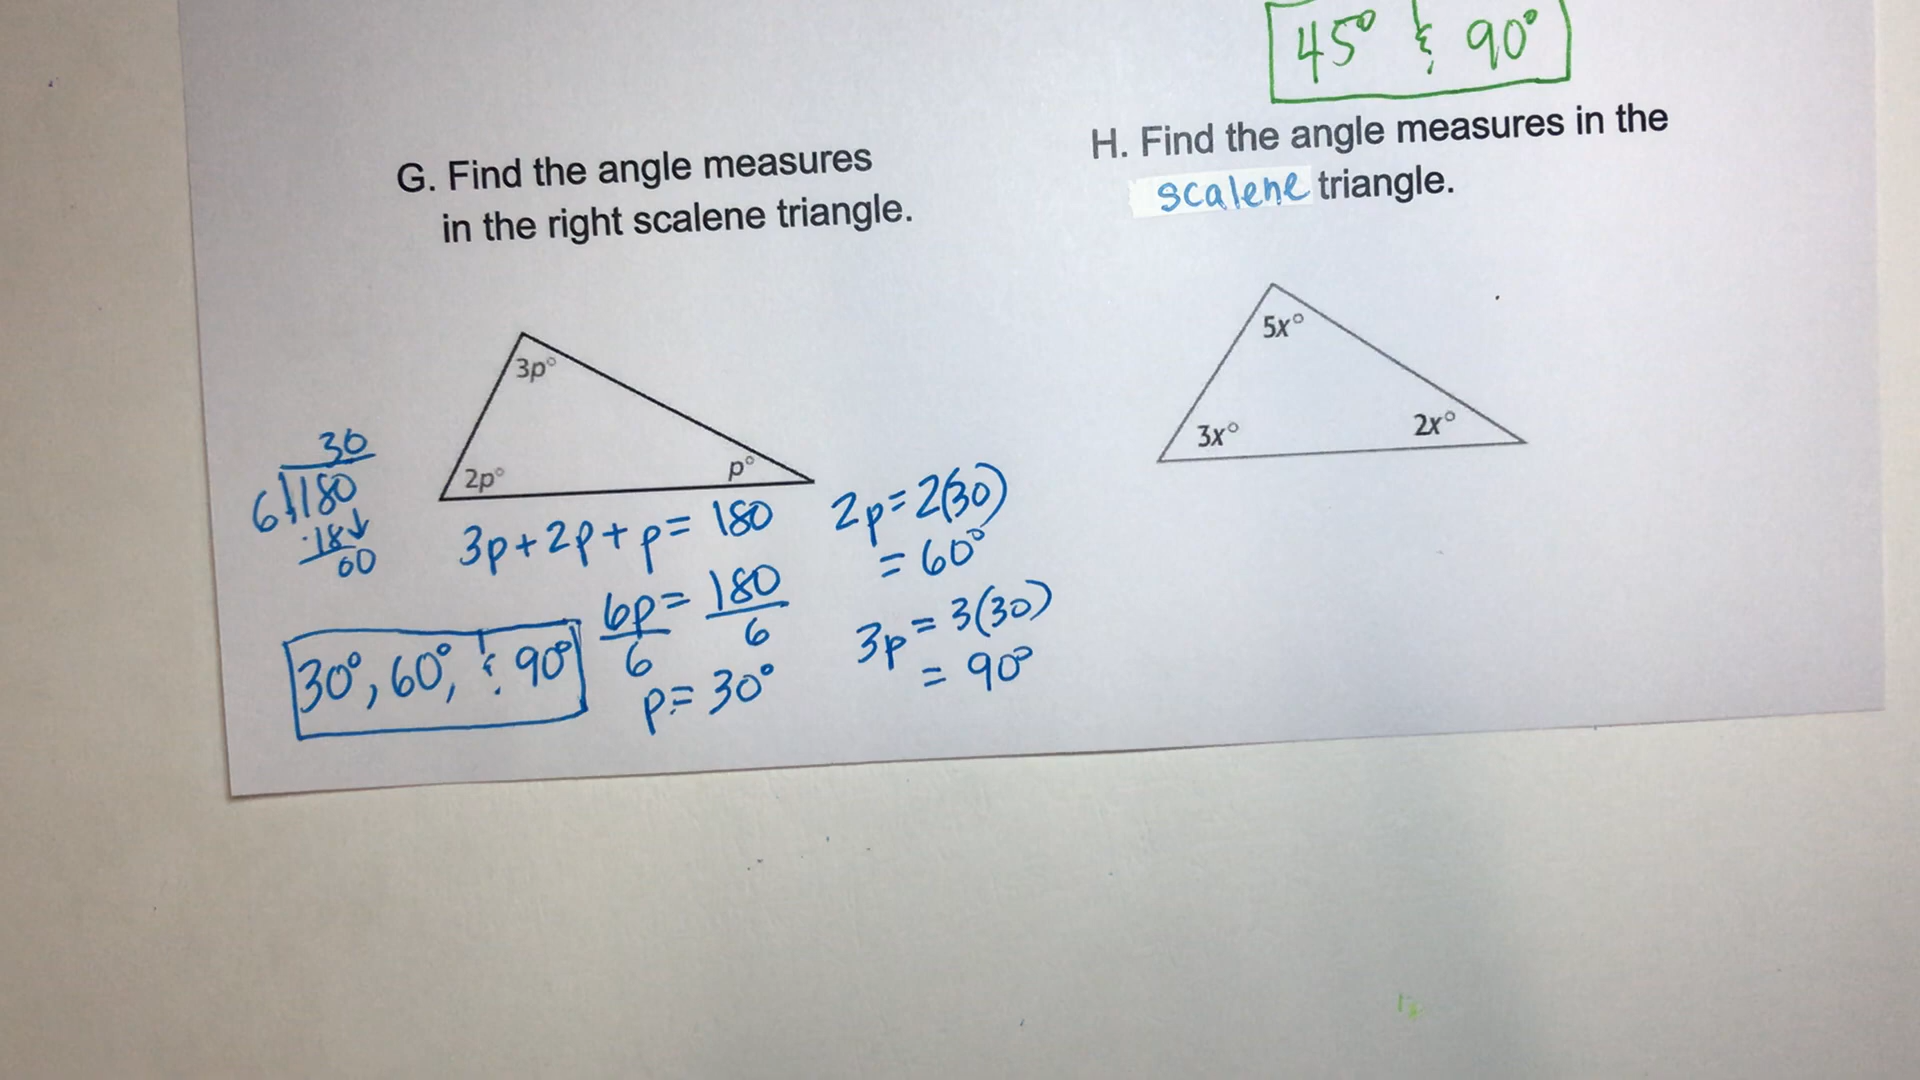 45° & 90°
G. Find the angle measures
in the right scalene triangle.
3p°
2p°
p°
30
6)180
-18↓
00
3p+2p+p=180
6p=180
6 6
p=30°
2p=2(30)
=60°
3p=3(30)
=90°
30°, 60°, & 90°
H. Find the angle measures in the
scalene triangle.
5x°
3x°
2x°